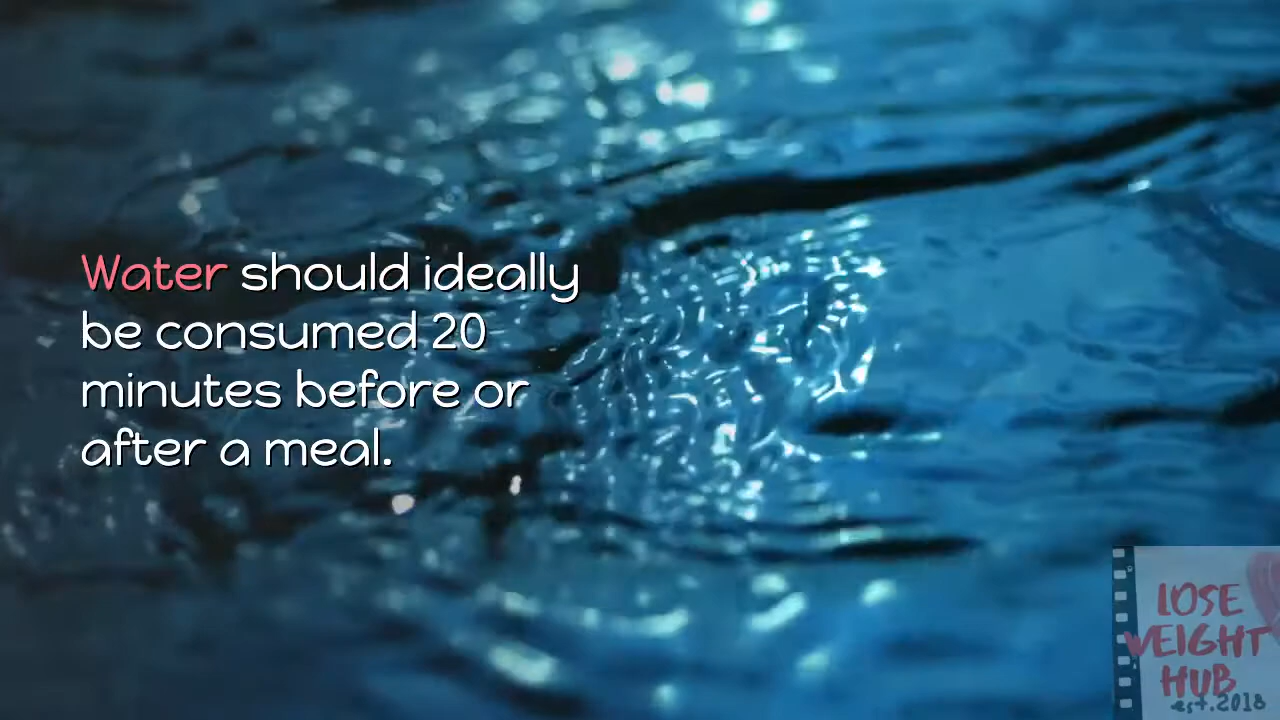 Water should ideally
be consumed 20
minutes before or
after a meal.
LOSE
WEIGHT
HUB
est.2018